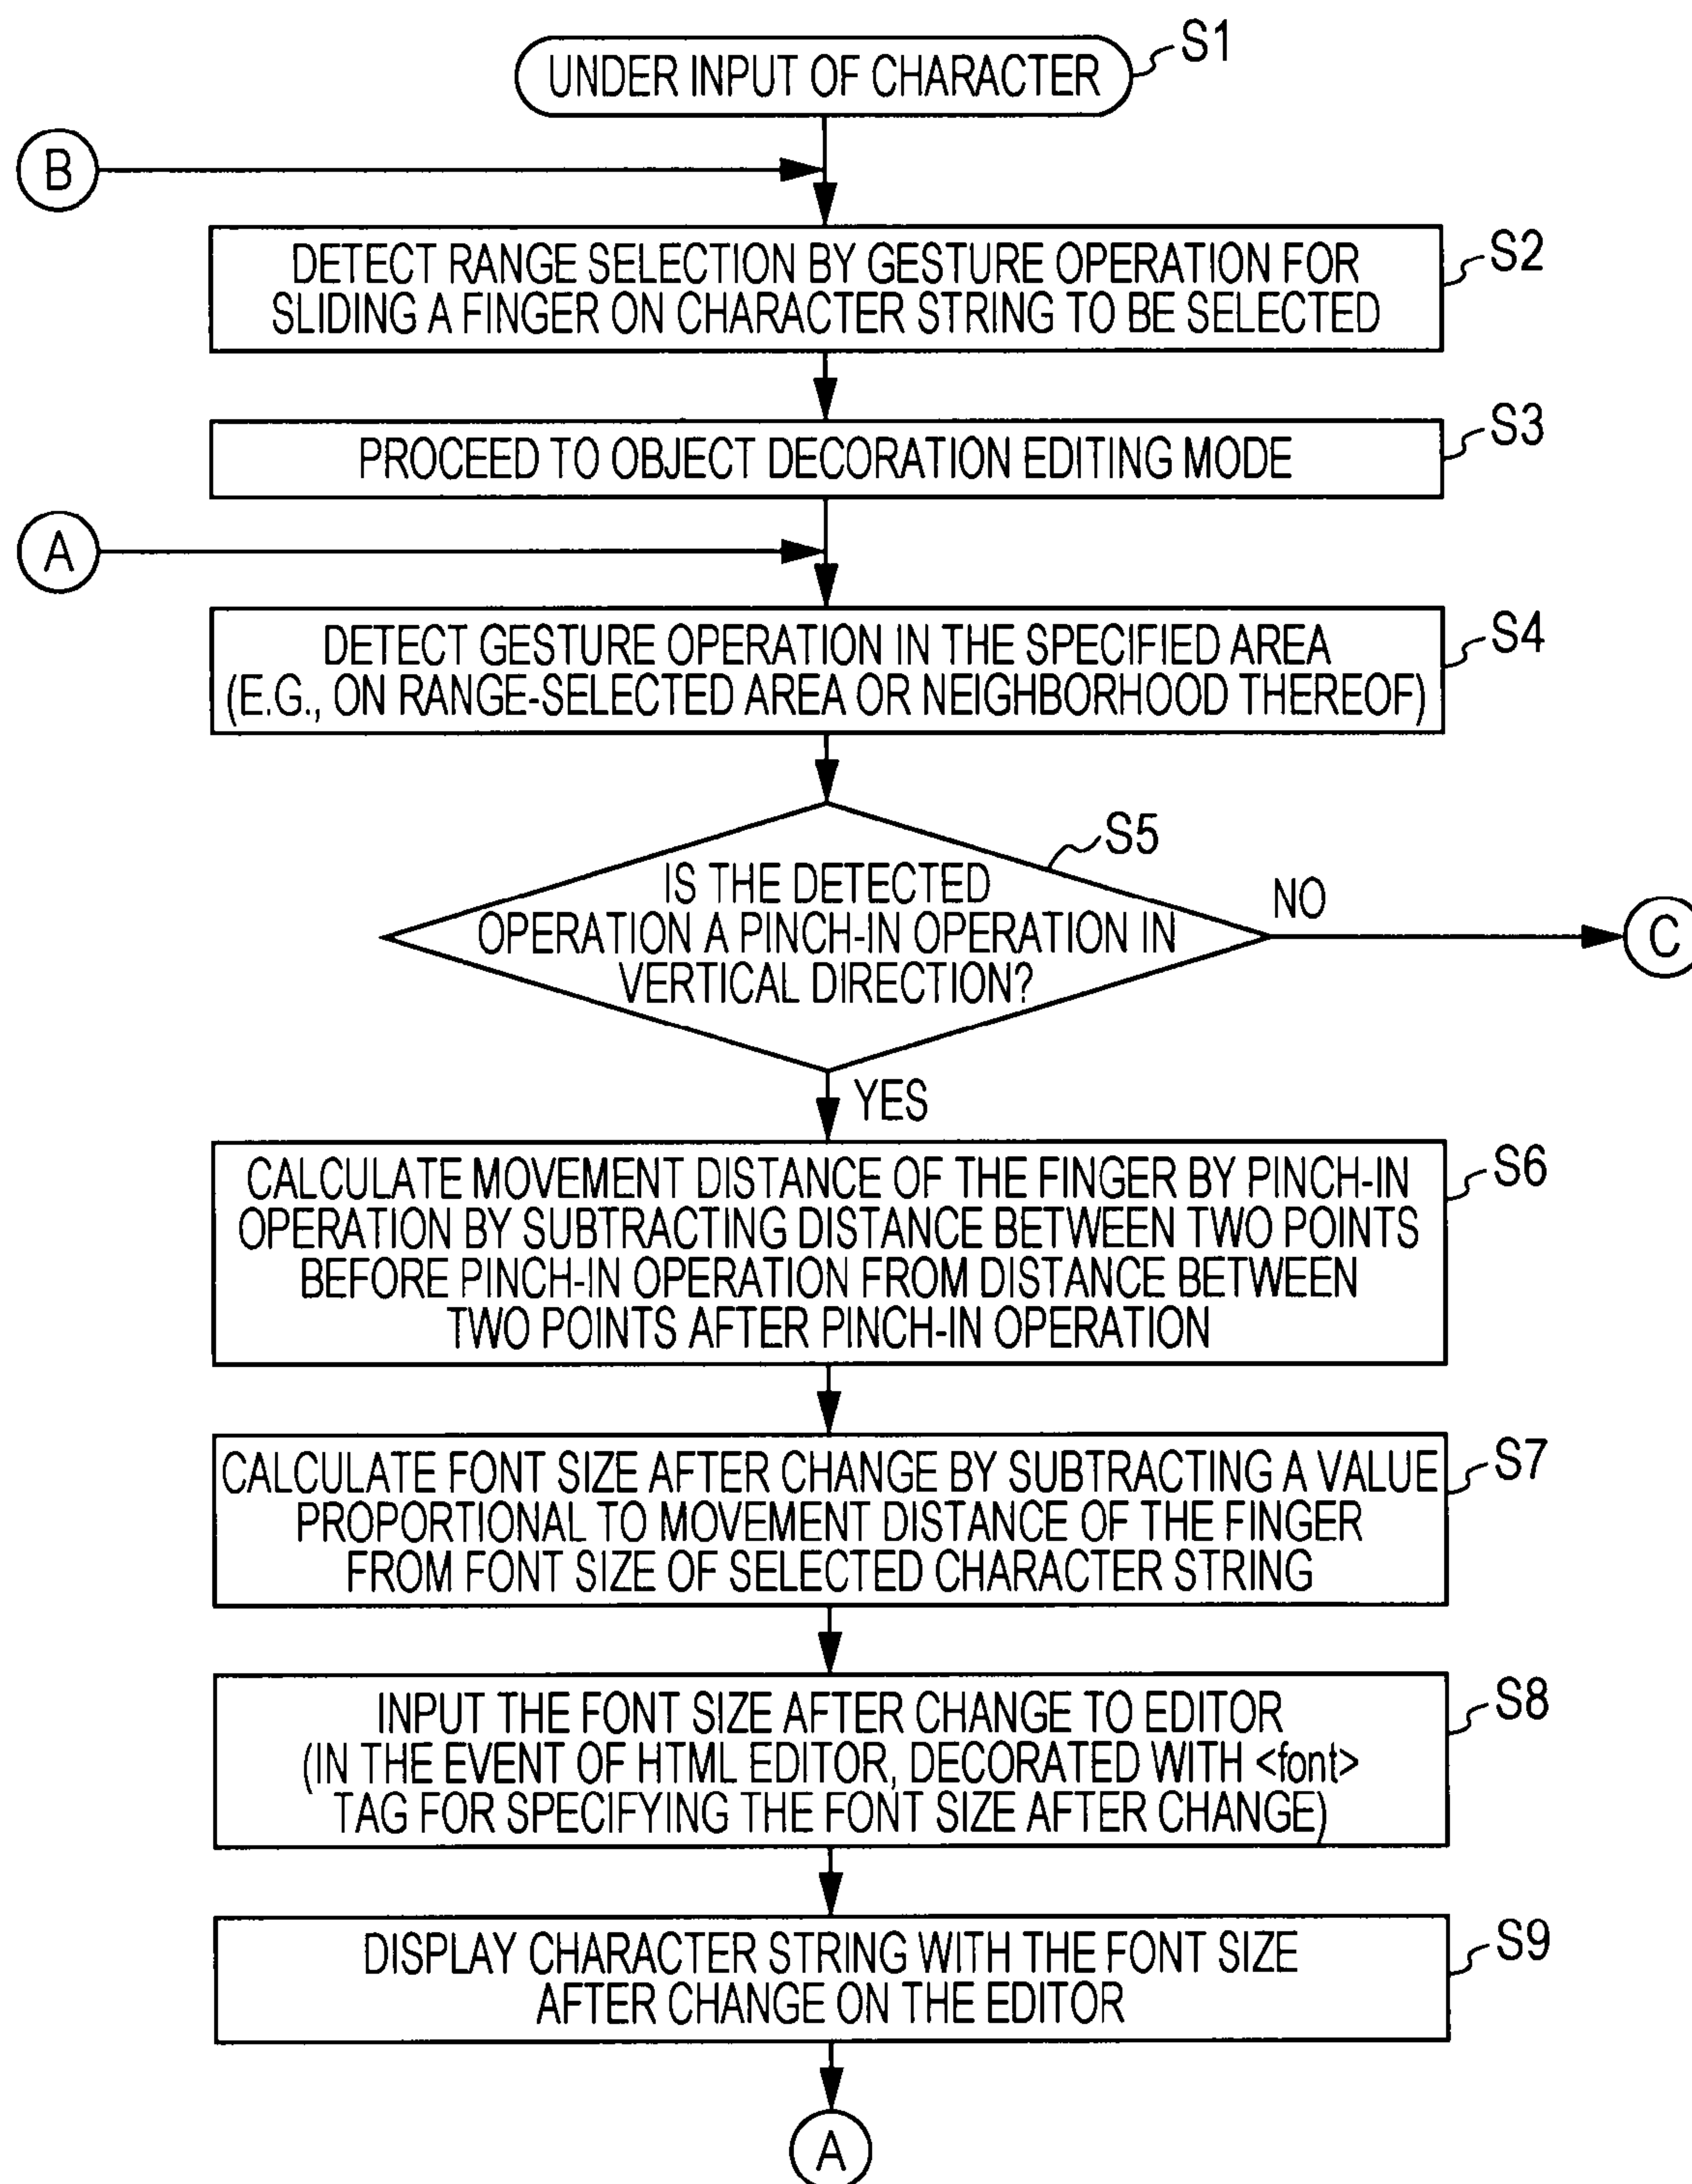 UNDER INPUT OF CHARACTER
S1
B
DETECT RANGE SELECTION BY GESTURE OPERATION FOR
SLIDING A FINGER ON CHARACTER STRING TO BE SELECTED
S2
PROCEED TO OBJECT DECORATION EDITING MODE
S3
A
DETECT GESTURE OPERATION IN THE SPECIFIED AREA
(E.G., ON RANGE-SELECTED AREA OR NEIGHBORHOOD THEREOF)
S4
IS THE DETECTED
OPERATION A PINCH-IN OPERATION IN
VERTICAL DIRECTION?
S5
NO
C
YES
CALCULATE MOVEMENT DISTANCE OF THE FINGER BY PINCH-IN
OPERATION BY SUBTRACTING DISTANCE BETWEEN TWO POINTS
BEFORE PINCH-IN OPERATION FROM DISTANCE BETWEEN
TWO POINTS AFTER PINCH-IN OPERATION
S6
CALCULATE FONT SIZE AFTER CHANGE BY SUBTRACTING A VALUE
PROPORTIONAL TO MOVEMENT DISTANCE OF THE FINGER
FROM FONT SIZE OF SELECTED CHARACTER STRING
S7
INPUT THE FONT SIZE AFTER CHANGE TO EDITOR
(IN THE EVENT OF HTML EDITOR, DECORATED WITH <font>
TAG FOR SPECIFYING THE FONT SIZE AFTER CHANGE)
S8
DISPLAY CHARACTER STRING WITH THE FONT SIZE
AFTER CHANGE ON THE EDITOR
S9
A